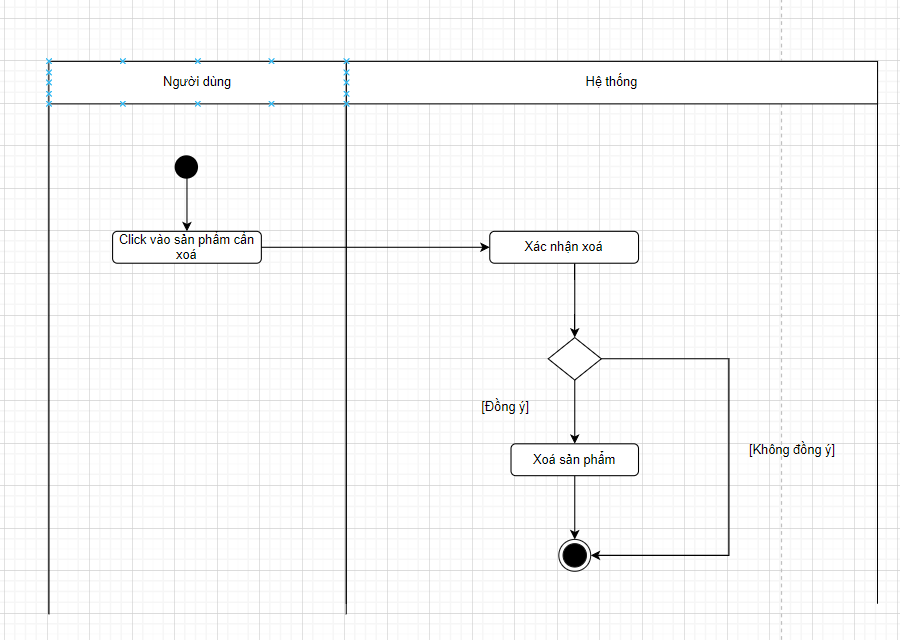 Người dùng
Hệ thống
Click vào sản phẩm cần
xoá
Xác nhận xoá
[Đồng ý]
[Không đồng ý]
Xoá sản phẩm